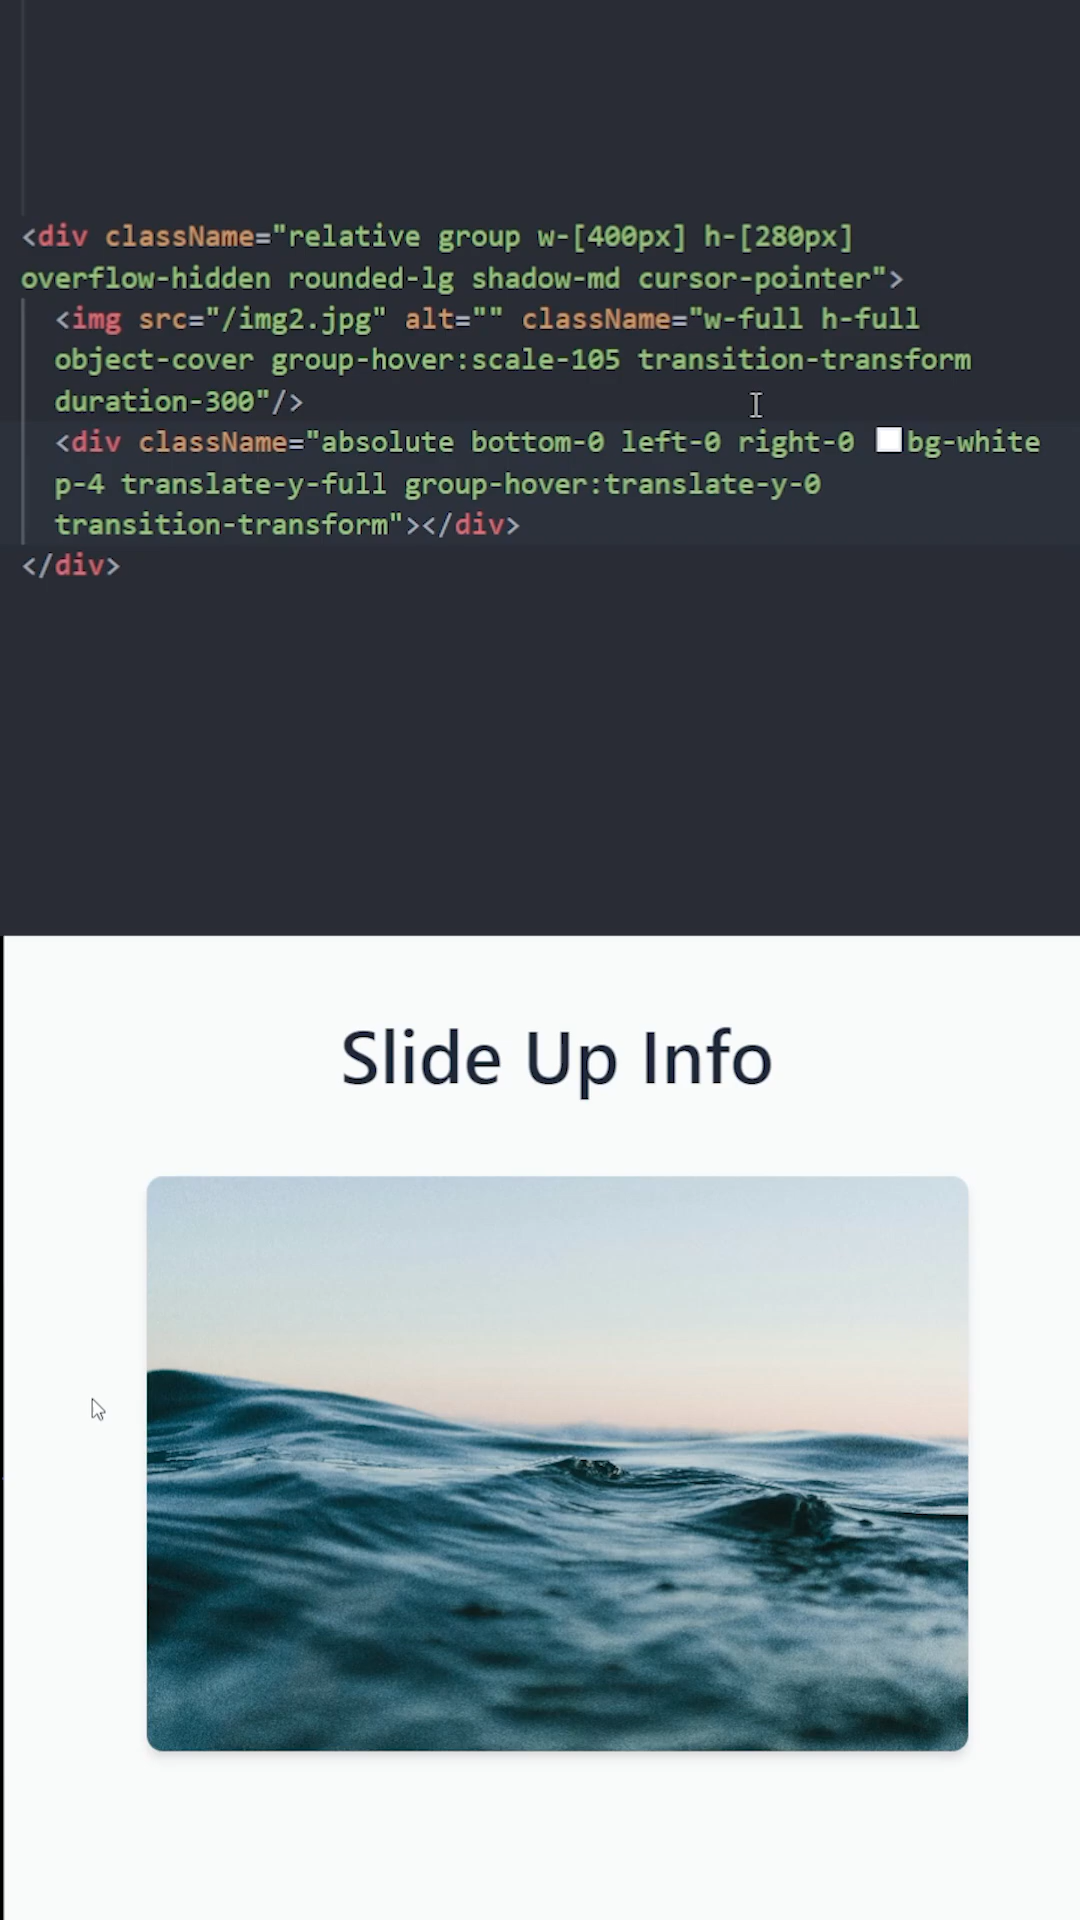 <div className="relative group w-[400px] h-[280px]
overflow-hidden rounded-lg shadow-md cursor-pointer">
<img src="/img2.jpg" alt="" className="w-full h-full
object-cover group-hover:scale-105 transition-transform
duration-300"/>
<div className="absolute bottom-0 left-0 right-0 bg-white
p-4 translate-y-full group-hover:translate-y-0
transition-transform"></div>
</div>
Slide Up Info